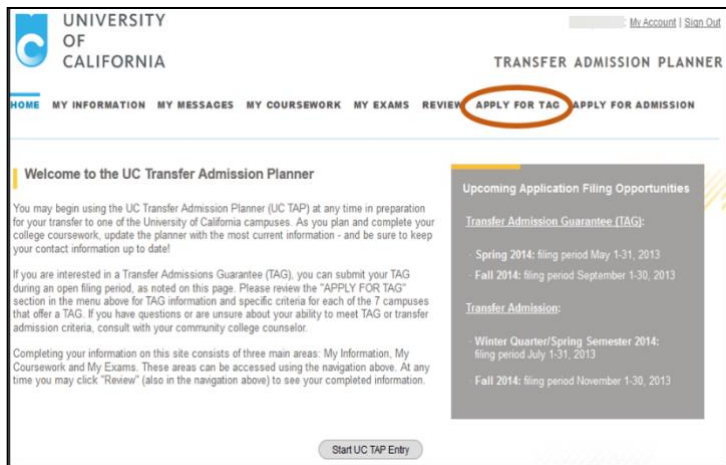 UNIVERSITY
OF
CALIFORNIA
: My Account | Sign Out
TRANSFER ADMISSION PLANNER
HOME MY INFORMATION MY MESSAGES MY COURSEWORK MY EXAMS REVIEW APPLY FOR TAG APPLY FOR ADMISSION
Welcome to the UC Transfer Admission Planner
You may begin using the UC Transfer Admission Planner (UC TAP) at any time in preparation
for your transfer to one of the University of California campuses. As you plan and complete your
college coursework, update the planner with the most current information - and be sure to keep
your contact information up to date!
If you are interested in a Transfer Admissions Guarantee (TAG), you can submit your TAG
during an open filing period, as noted on this page. Please review the "APPLY FOR TAG"
section in the menu above for TAG information and specific criteria for each of the 7 campuses
that offer a TAG. If you have questions or are unsure about your ability to meet TAG or transfer
admission criteria, consult with your community college counselor.
Completing your information on this site consists of three main areas: My Information, My
Coursework and My Exams. These areas can be accessed using the navigation above. At any
time you may click "Review" (also in the navigation above) to see your completed information.
Upcoming Application Filing Opportunities
Transfer Admission Guarantee (TAG):
· Spring 2014: filing period May 1-31, 2013
· Fall 2014: filing period September 1-30, 2013
Transfer Admission:
· Winter Quarter/Spring Semester 2014:
filing period July 1-31, 2013
· Fall 2014: filing period November 1-30, 2013
Start UC TAP Entry